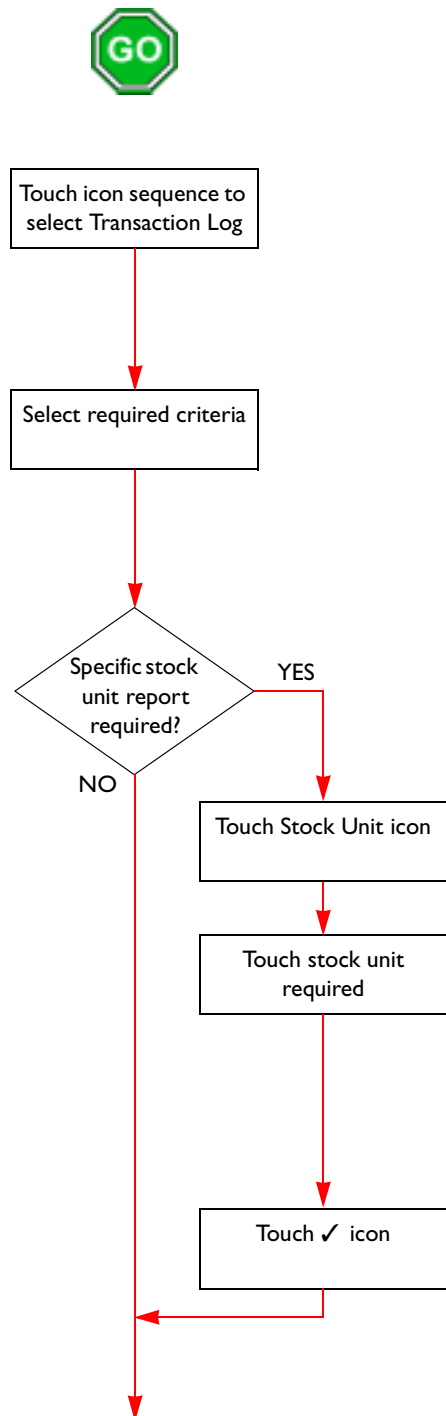 GO
Touch icon sequence to
select Transaction Log
Select required criteria
Specific stock
unit report
required?
YES
NO
Touch Stock Unit icon
Touch stock unit
required
Touch ✓ icon